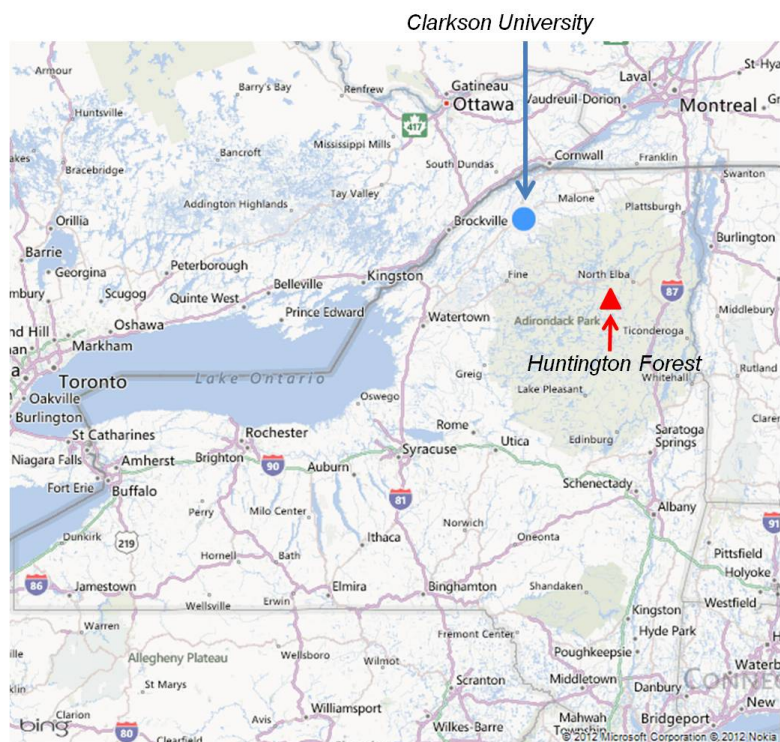 Clarkson University
Armour
Barry's Bay
Renfrew
Gatineau
Ottawa
Laval
St-Hy
Vaudreuil-Dorion
Montreal
Huntsville
417
Mississippi Mills
Cornwall
Franklin
Bracebridge
Bancroft
South Dundas
Swanton
Tay Valley
Malone
Addington Highlands
Plattsburgh
Orillia
Brockville
Barrie
Burlington
Georgina
Peterborough
Kingston
Fine
North Elba
87
Scugog
Belleville
Quinte West
Middlebury
Oshawa
Prince Edward
Watertown
Adirondack Park
Ticonderoga
Markham
Huntington Forest
Toronto
Lake Ontario
Greig
Whitehall
Rutland
Oakville
Oswego
Lake Pleasant
Burlington
Rochester
Rome
Saratoga
Springs
St Catharines
Edinburg
Niagara Falls
Amherst
Brighton
90
Auburn
Syracuse
Utica
Fort Erie
Buffalo
81
Schenectady
Albany
Perry
Milo Center
Norwich
91
Dunkirk
219
Ithaca
Oneonta
Pittsfield
Hornell
Bath
Holyoke
86
Jamestown
Wellsville
Erwin
Elmira
Binghamton
Shandaken
Westfield
Kingston
Warren
Fremont Center
Hyde Park
Allegheny Plateau
Wellsboro
Wilmot
Poughkeepsie
St Marys
Scranton
Middletown
Danbury
Williamsport
Bridgeport
New
bing
Clarion
80
Clearfield
Avis
Wilkes-Barre
Mahwah
Township
© 2012 Microsoft Corporation © 2012 Nokia